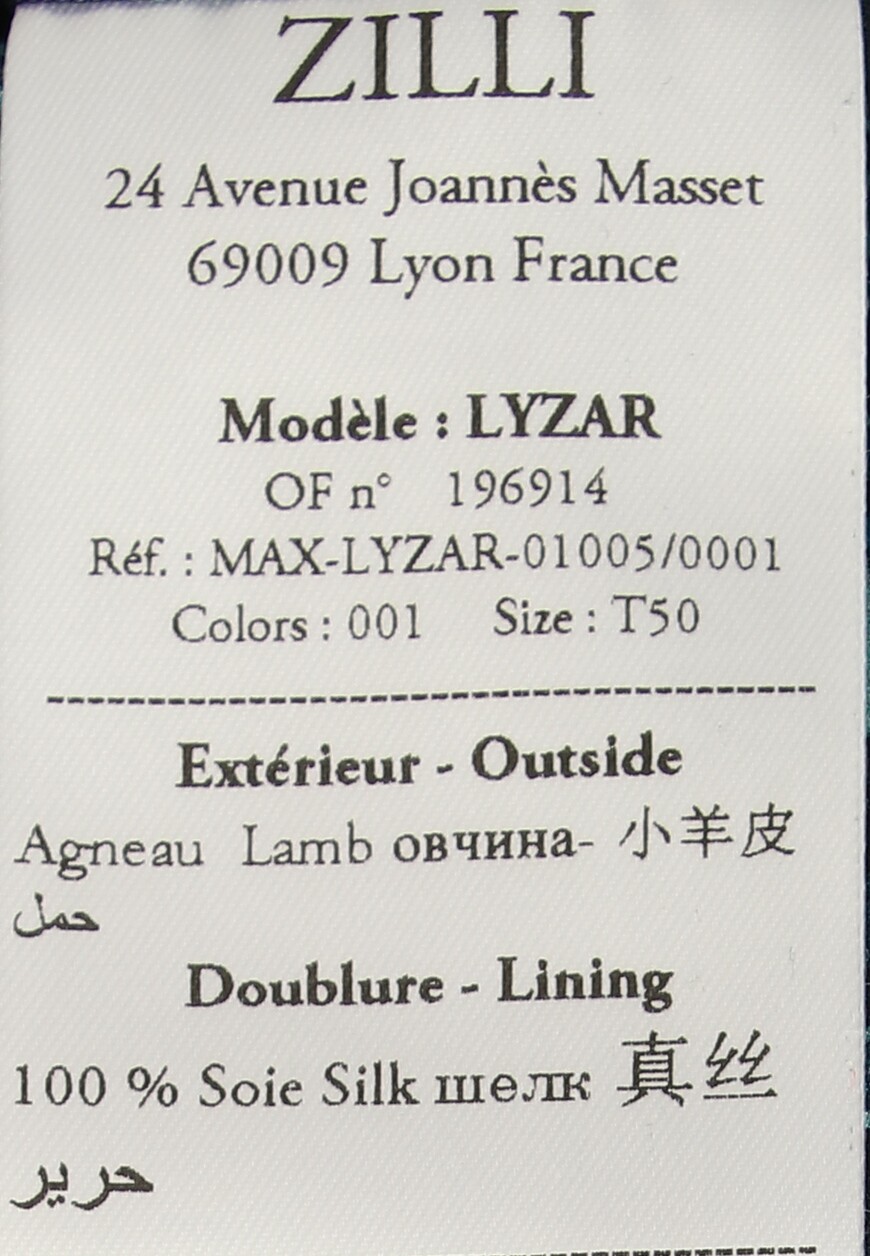 ZILLI
24 Avenue Joannès Masset
69009 Lyon France
Modèle : LYZAR
OF n° 196914
Réf. : MAX-LYZAR-01005/0001
Colors : 001 Size : T50
Extérieur - Outside
Agneau Lamb овчина- 小羊皮
حمل
Doublure - Lining
100 % Soie Silk шелк 真丝
حرير